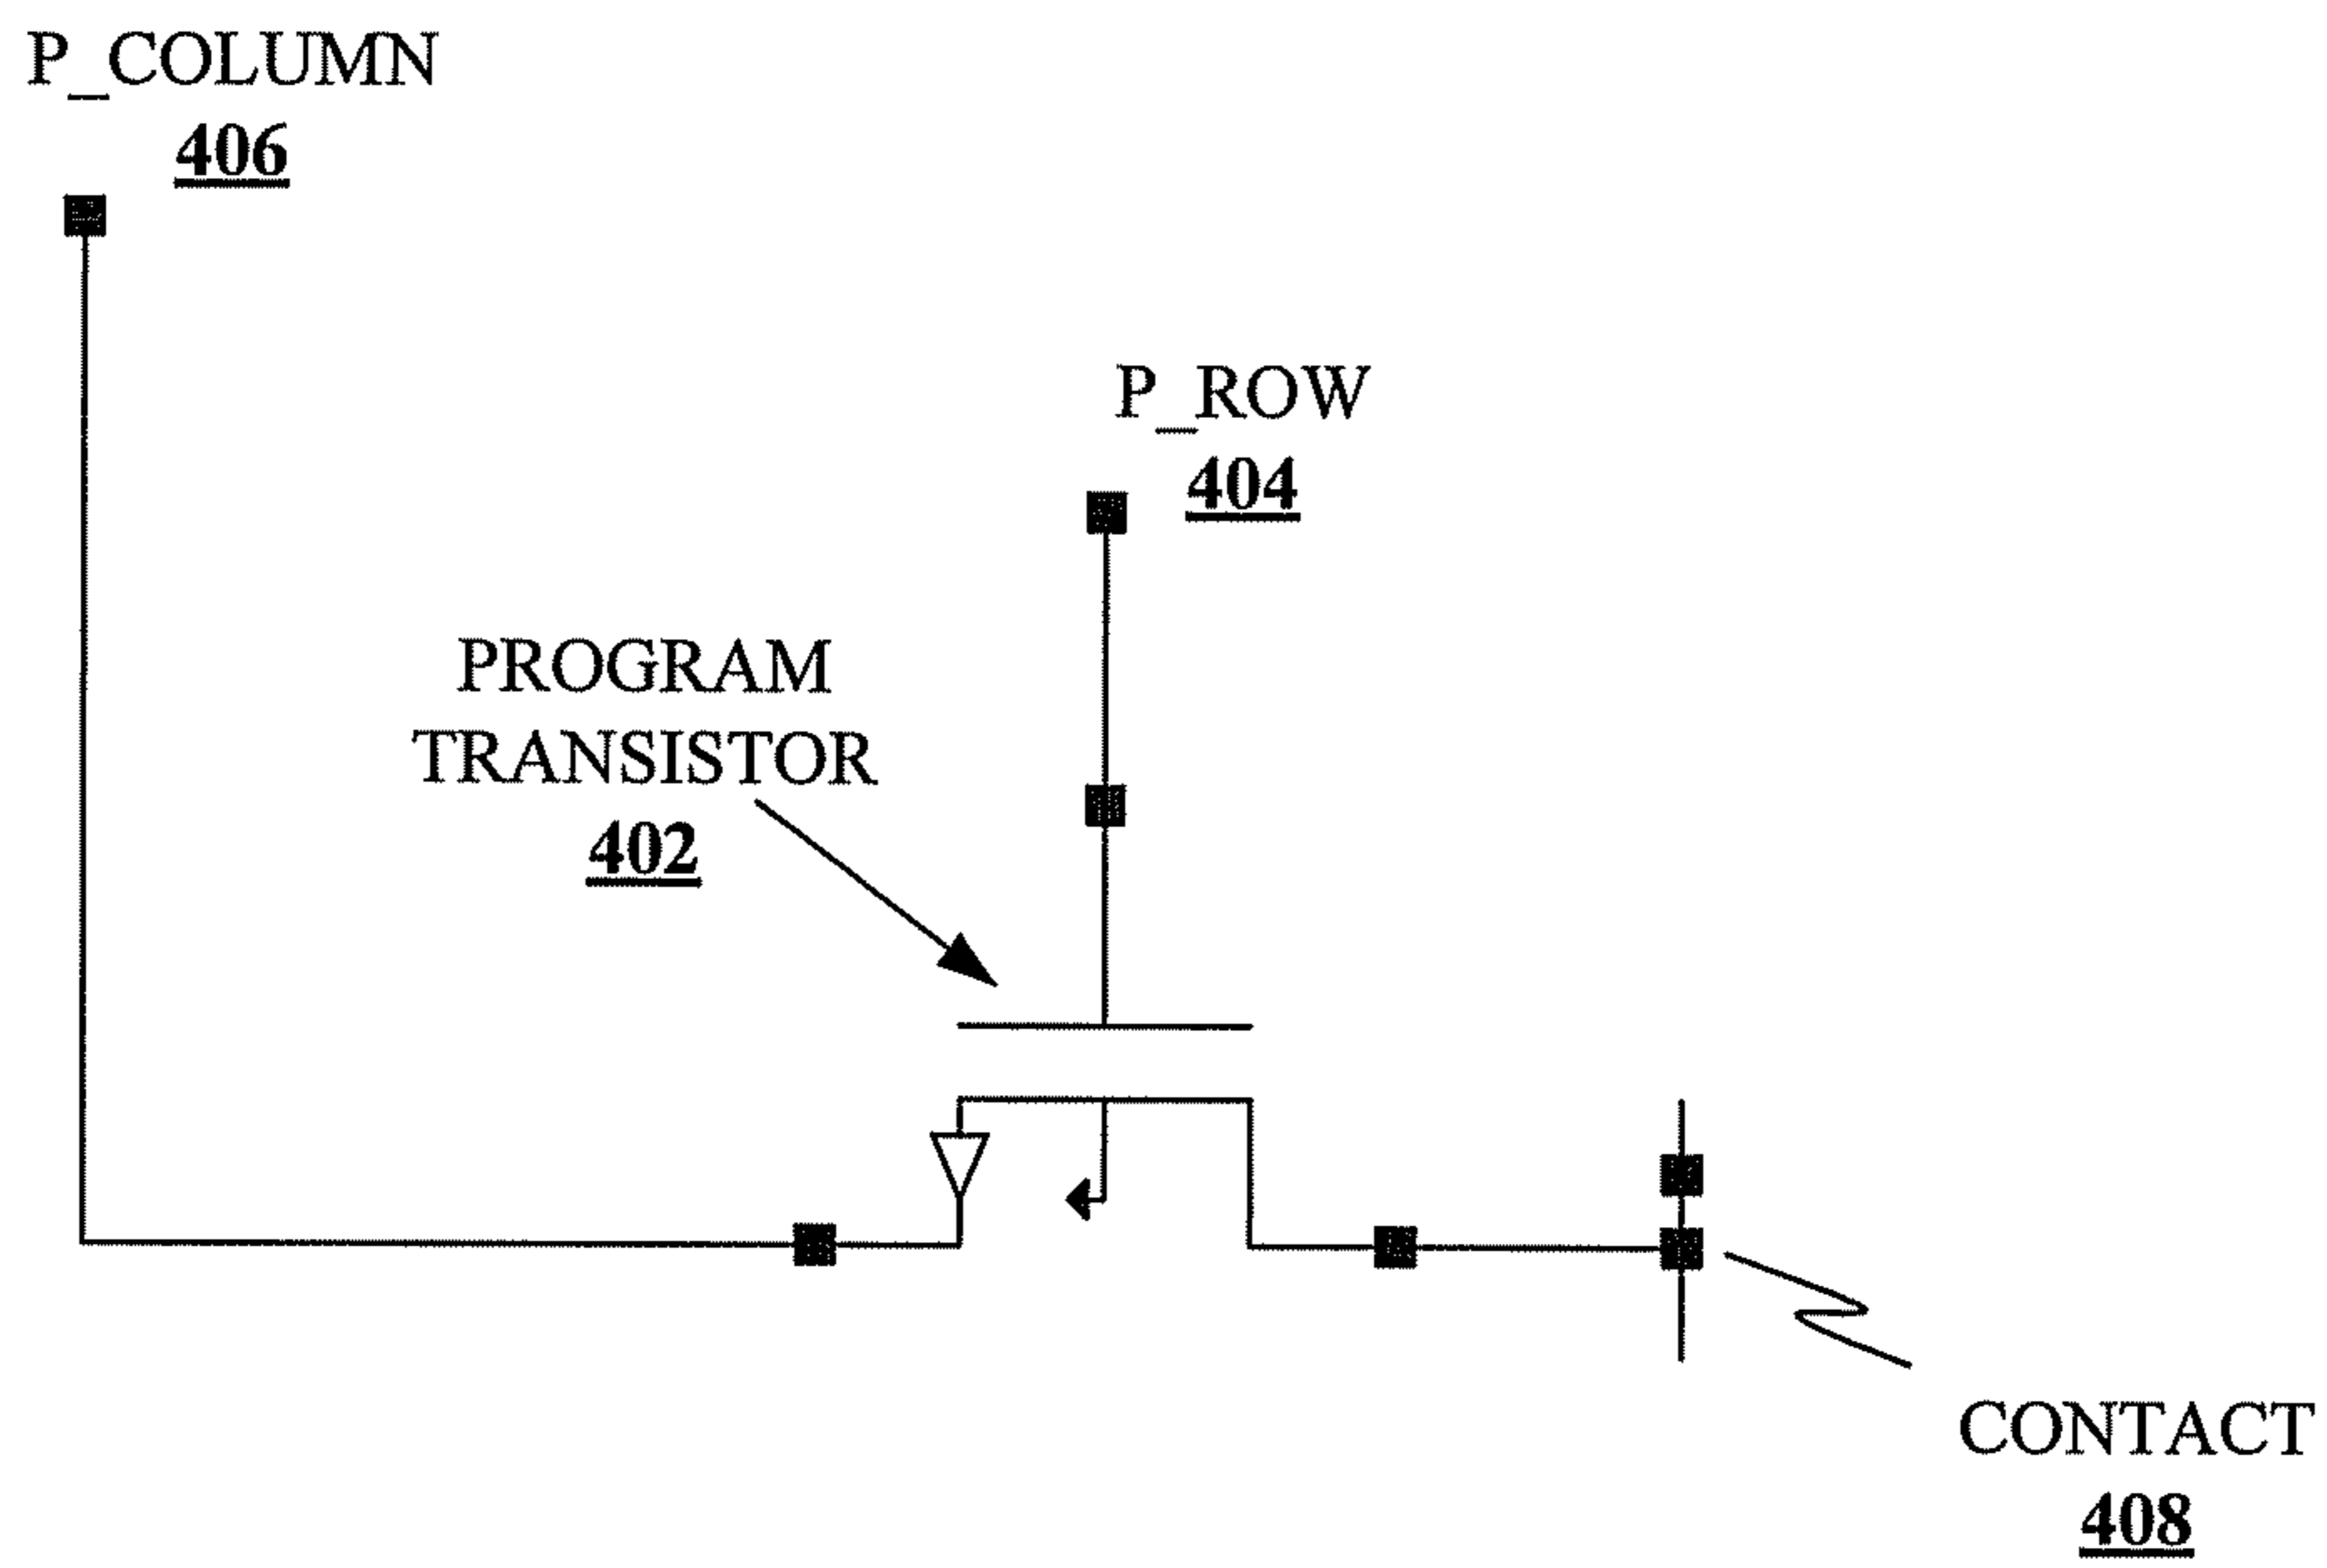 P_COLUMN
406
P_ROW
404
PROGRAM
TRANSISTOR
402
CONTACT
408